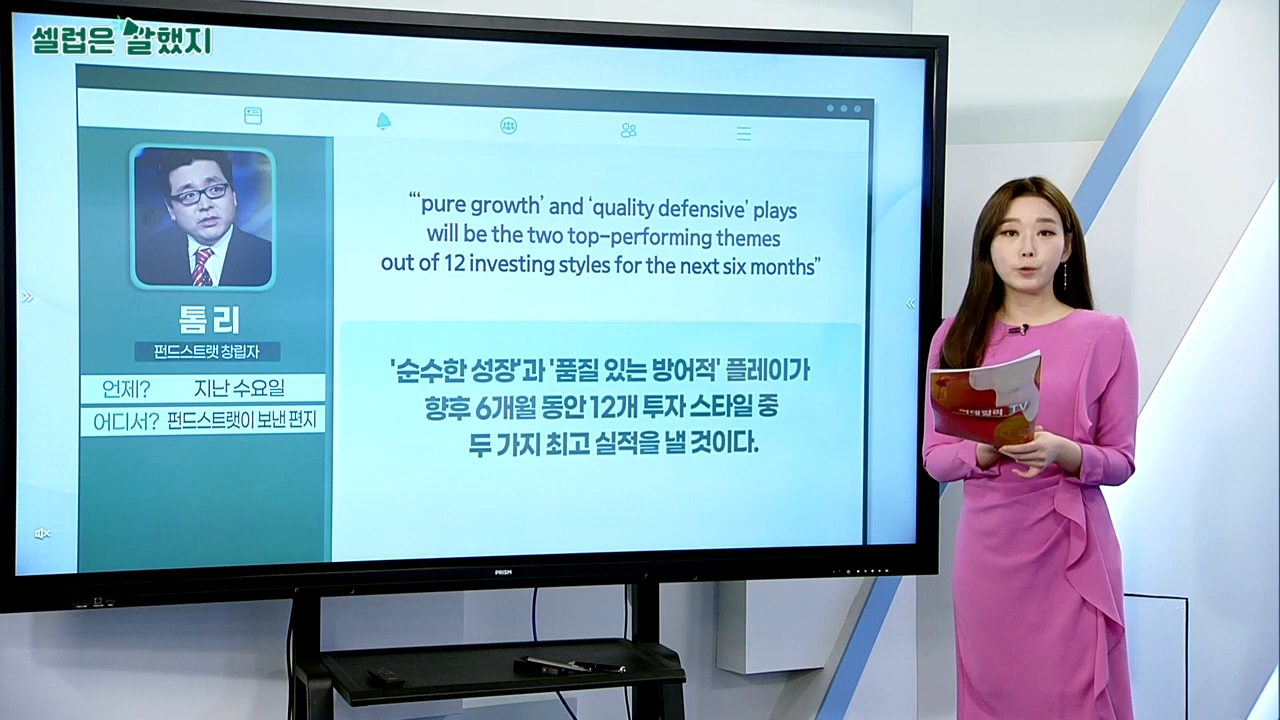 셀럽은 말했지
“‘pure growth’ and ‘quality defensive’ plays
will be the two top-performing themes
out of 12 investing styles for the next six months”
톰 리
펀드스트랫 창립자
언제? 지난 수요일
어디서? 펀드스트랫이 보낸 편지
'순수한 성장'과 '품질 있는 방어적' 플레이가
향후 6개월 동안 12개 투자 스타일 중
두 가지 최고 실적을 낼 것이다.
PRISM
이데일리 TV